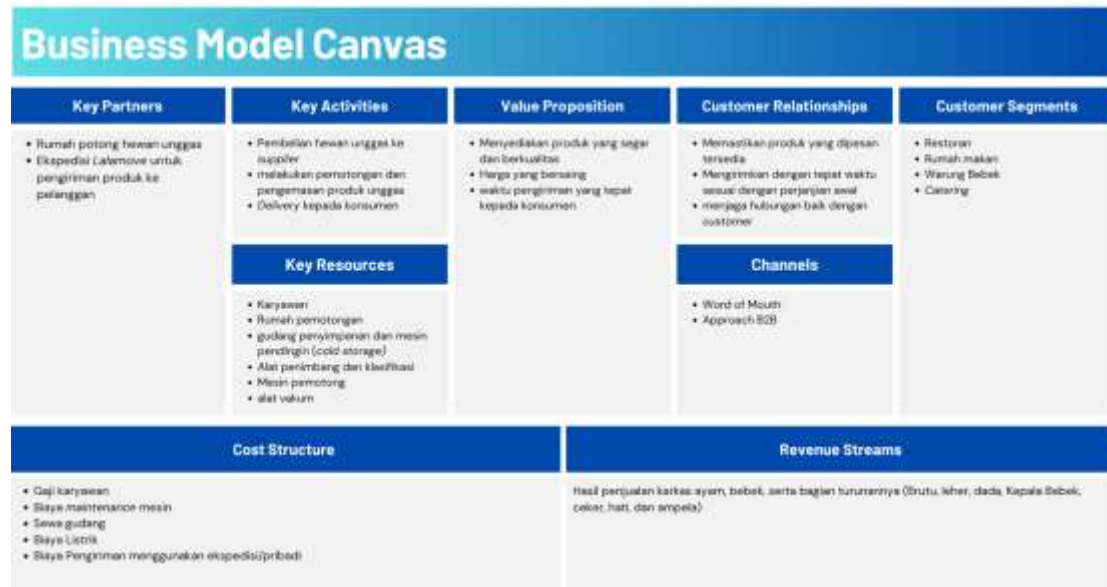 Business Model Canvas
Key Partners
• Rumah potong hewan unggas
• Ekspedisi Lalamove untuk
pengiriman produk ke
pelanggan
Key Activities
• Pembelian hewan unggas ke
supplier
• melakukan pemotongan dan
pengemasan produk unggas
• Delivery kepada konsumen
Key Resources
• Karyawan
• Rumah pemotongan
• gudang penyimpanan dan mesin
pendingin (cold storage)
• Alat penimbang dan klasifikasi
• Mesin pemotong
• alat vakum
Value Proposition
• Menyediakan produk yang segar
dan berkualitas
• Harga yang bersaing
• waktu pengiriman yang tepat
kepada konsumen
Customer Relationships
• Memastikan produk yang dipesan
tersedia
• Mengirimkan dengan tepat waktu
sesuai dengan perjanjian awal
• menjaga hubungan baik dengan
customer
Channels
• Word of Mouth
• Approach B2B
Customer Segments
• Restoran
• Rumah makan
• Warung Bebek
• Catering
Cost Structure
• Gaji karyawan
• Biaya maintenance mesin
• Sewa gudang
• Biaya Listrik
• Biaya Pengiriman menggunakan ekspedisi/pribadi
Revenue Streams
Hasil penjualan karkas ayam, bebek, serta bagian turunannya (Brutu, leher, dada, Kepala Bebek,
ceker, hati, dan ampela)